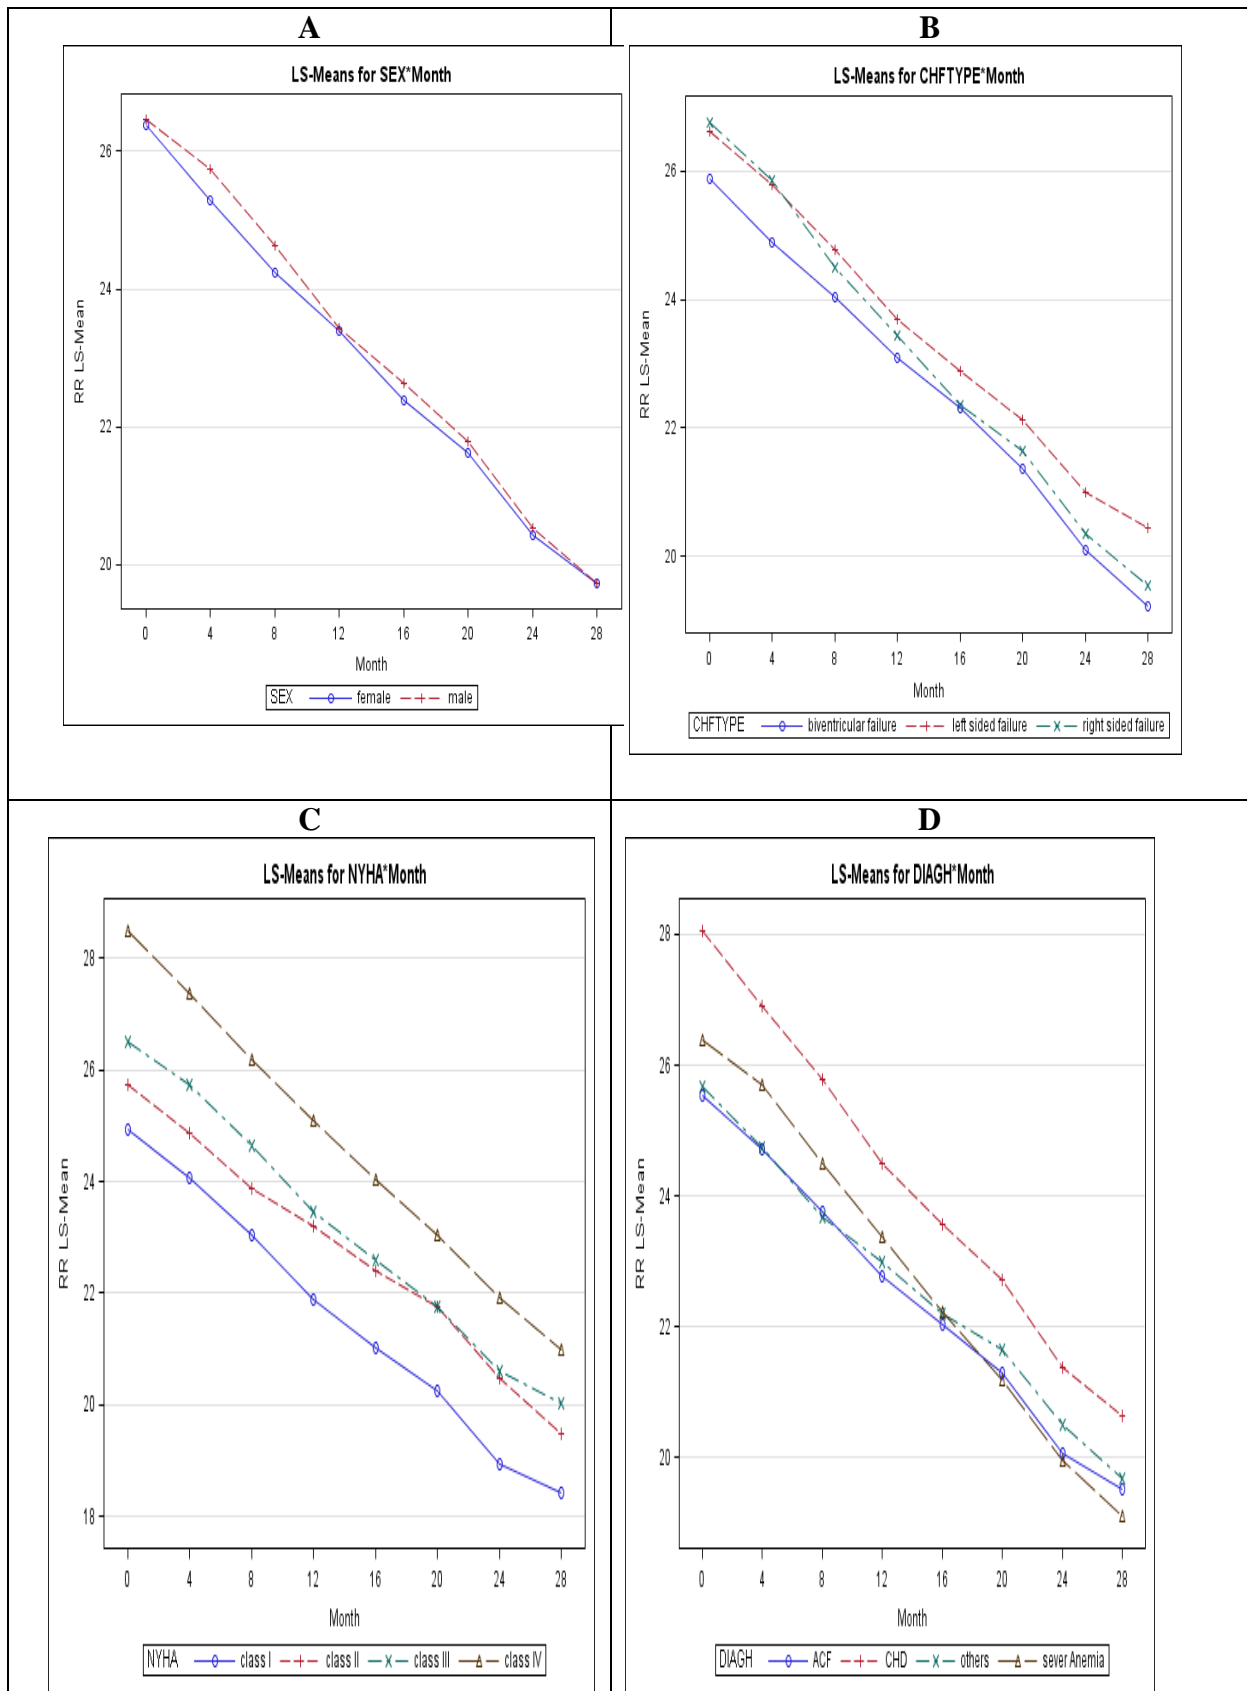 A
LS-Means for SEX*Month
RR LS-Mean
26
24
22
20
0 4 8 12 16 20 24 28
Month
SEX female male
B
LS-Means for CHFTYPE*Month
RR LS-Mean
26
24
22
20
0 4 8 12 16 20 24 28
Month
CHFTYPE biventricular failure left sided failure right sided failure
C
LS-Means for NYHA*Month
RR LS-Mean
28
26
24
22
20
18
0 4 8 12 16 20 24 28
Month
NYHA class I class II class III class IV
D
LS-Means for DIAGH*Month
RR LS-Mean
28
26
24
22
20
0 4 8 12 16 20 24 28
Month
DIAGH ACF CHD others sever Anemia